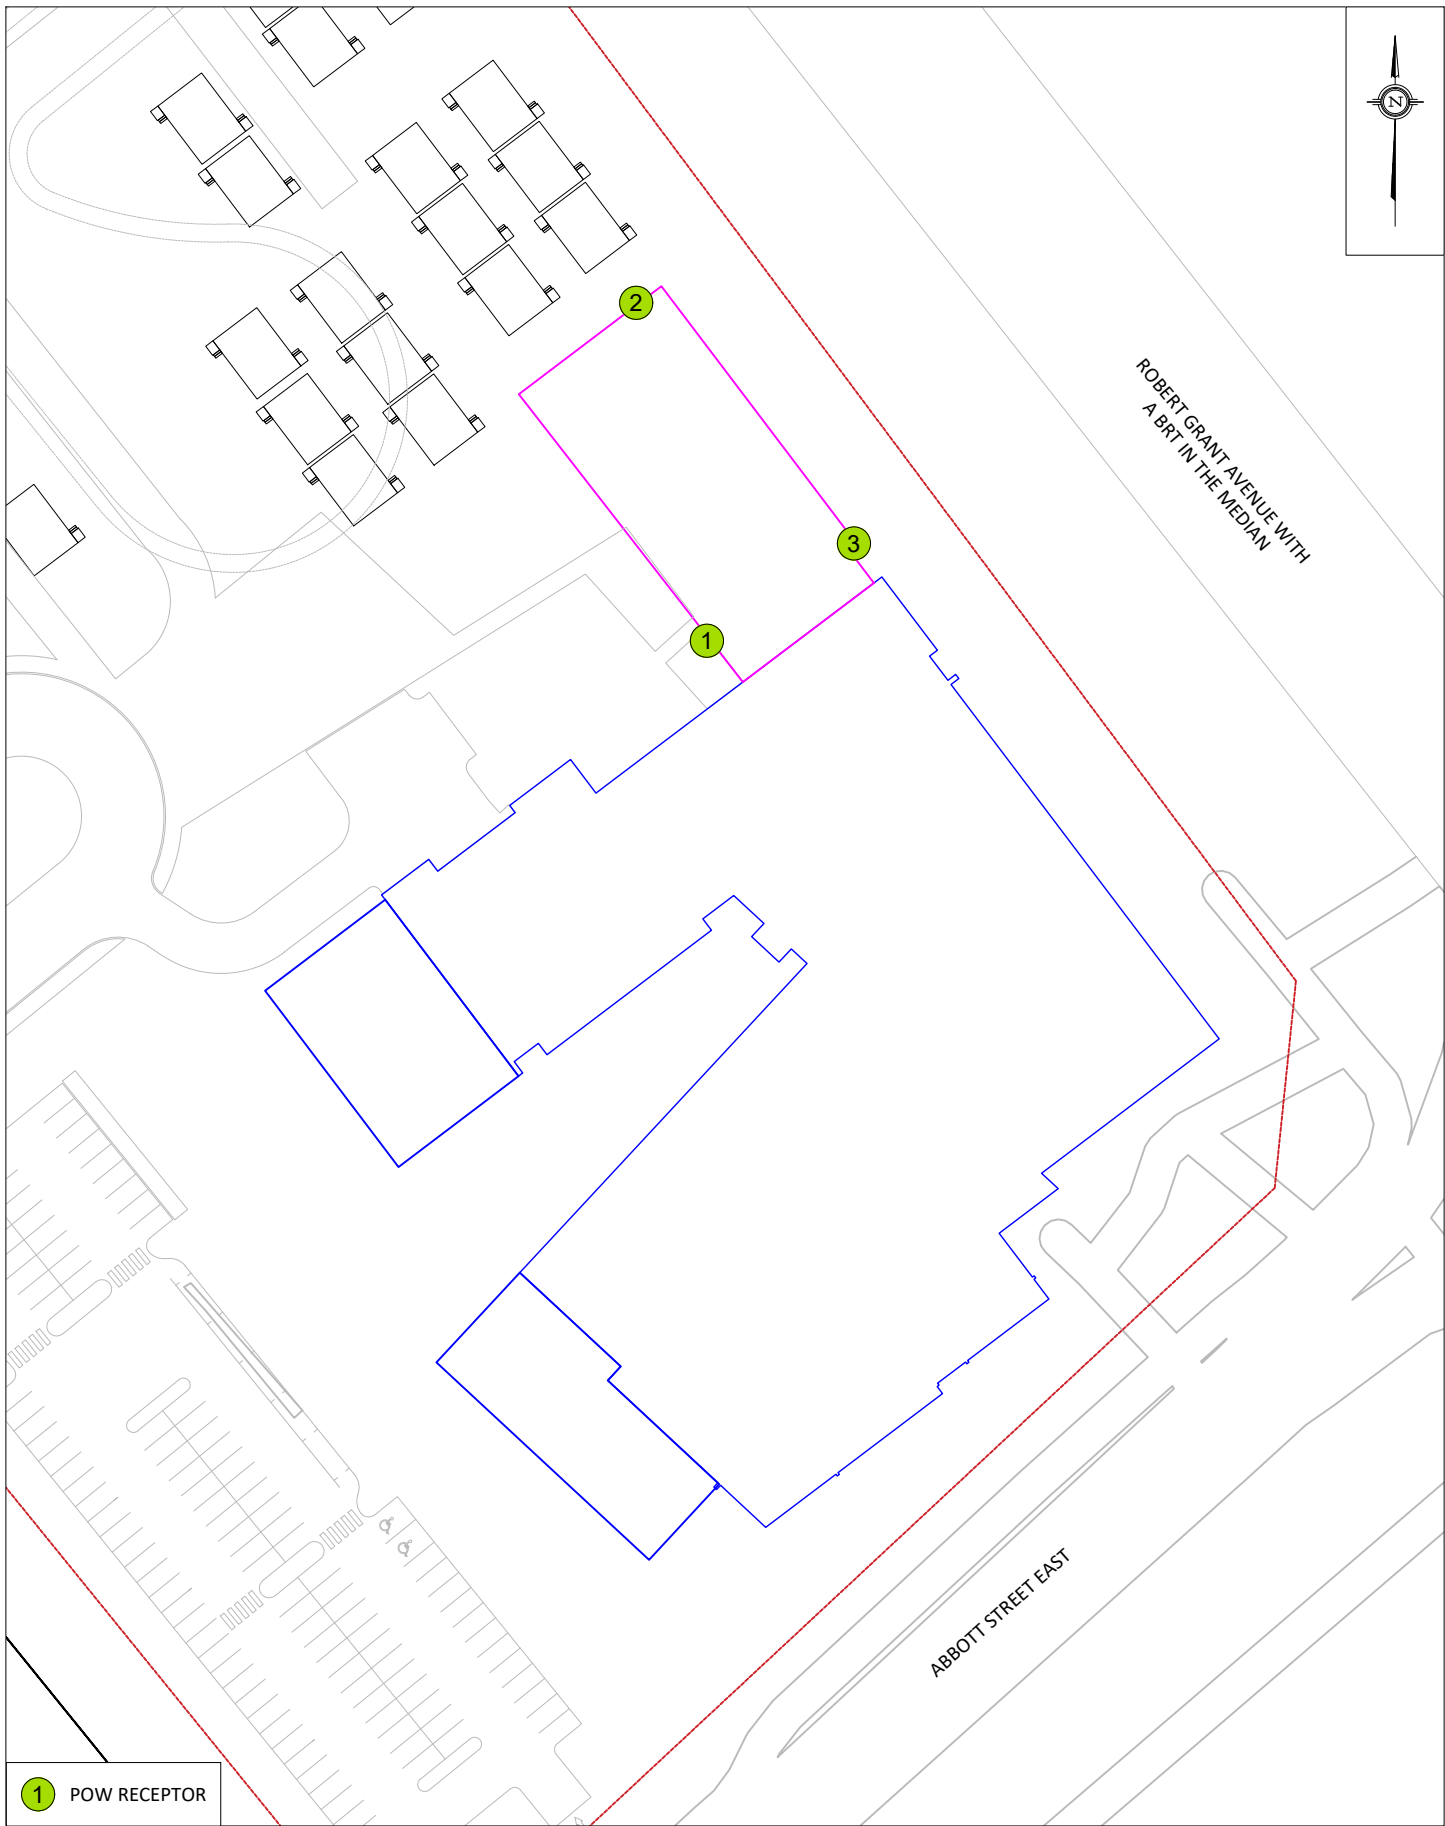 N
2
ROBERT GRANT AVENUE WITH
A BRT IN THE MEDIAN
3
1
ABBOTT STREET EAST
1 POW RECEPTOR